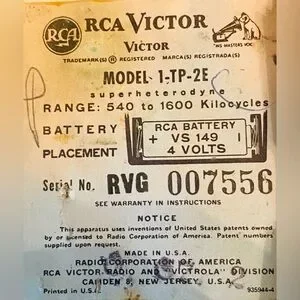 RCA VICTOR
RCA
VICTOR
"HIS MASTER'S VOICE"
TRADEMARK(S) ® REGISTERED MARCA(S) REGISTRADA(S)
MODEL 1-TP-2E
superheterodyne
RANGE: 540 to 1600 Kilocycles
BATTERY PLACEMENT
RCA BATTERY
+ VS 149 -
4 VOLTS
Serial No. RVG 007556
SEE WARRANTY IN INSTRUCTIONS
NOTICE
This apparatus uses inventions of United States patents owned
by or licensed to Radio Corporation of America. Patent numbers
supplied upon request.
MADE IN U.S.A.
RADIO CORPORATION OF AMERICA
RCA VICTOR RADIO AND "VICTROLA" DIVISION
CAMDEN 8, NEW JERSEY, U.S.A.
Printed in U.S.A.
935944-4